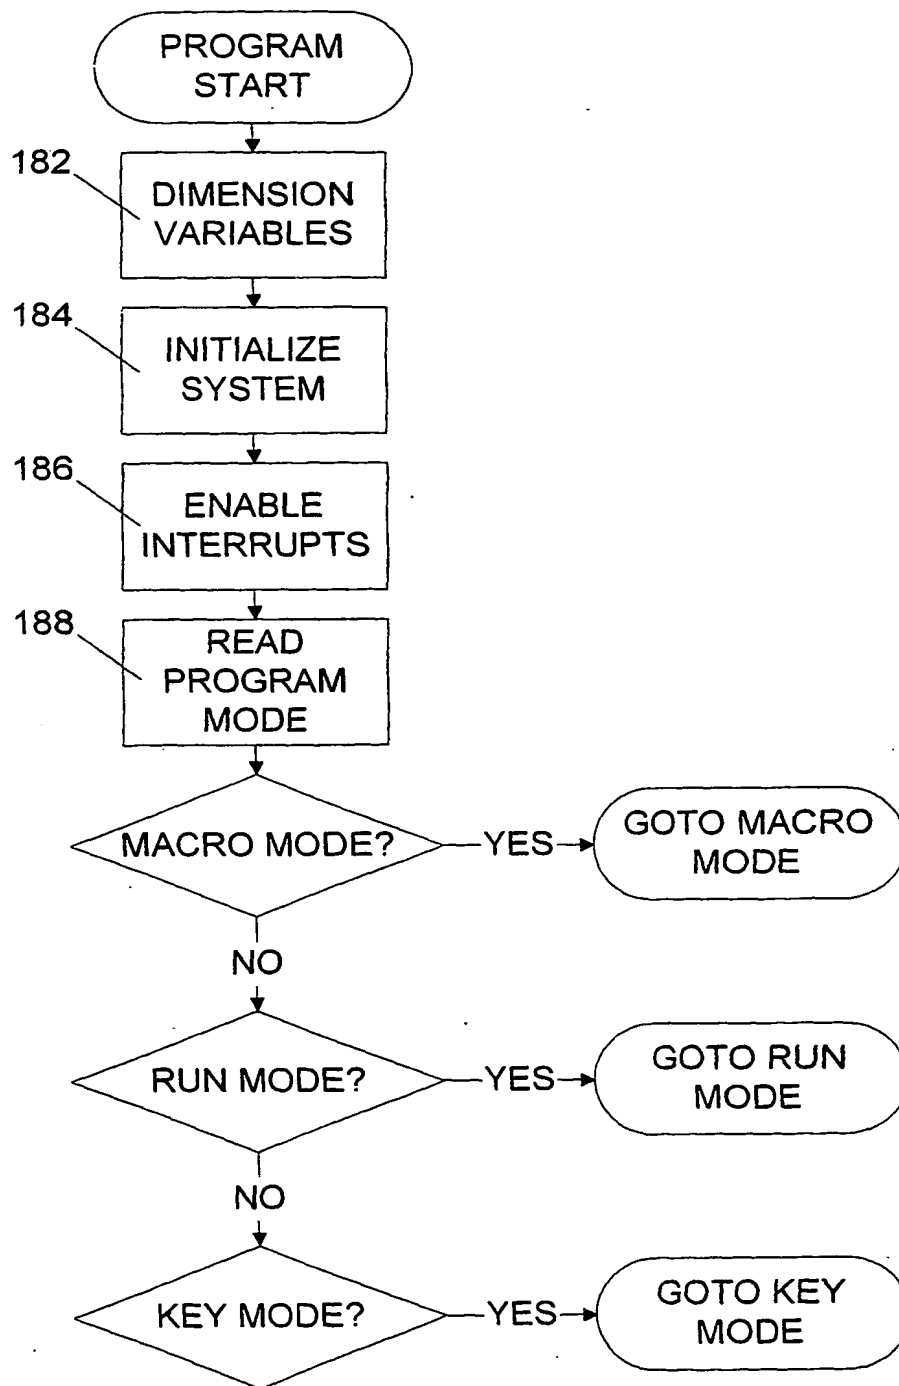 PROGRAM
START
182
DIMENSION
VARIABLES
184
INITIALIZE
SYSTEM
186
ENABLE
INTERRUPTS
188
READ
PROGRAM
MODE
MACRO MODE?
YES
GOTO MACRO
MODE
NO
RUN MODE?
YES
GOTO RUN
MODE
NO
KEY MODE?
YES
GOTO KEY
MODE